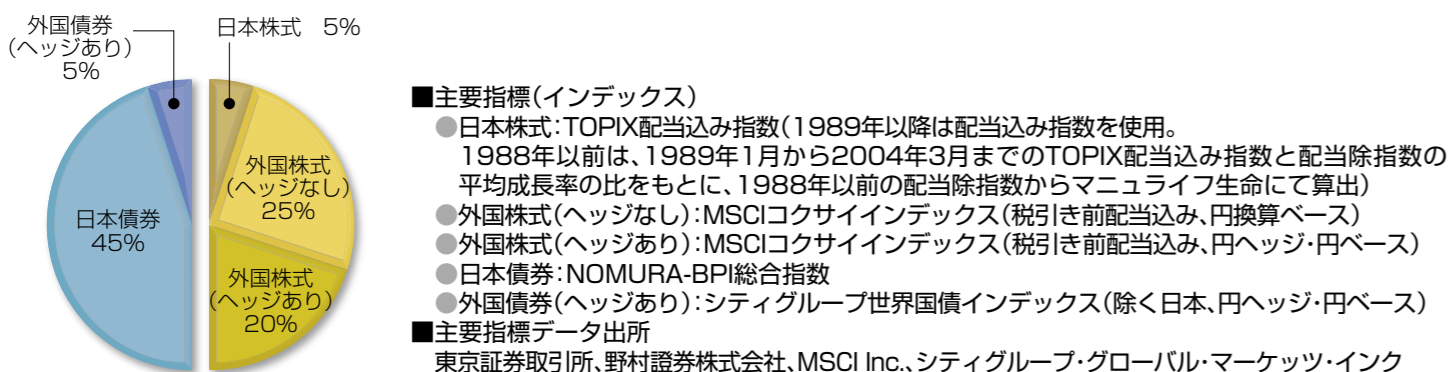 外国債券
(ヘッジあり)
5%
日本株式　5%
外国株式
(ヘッジなし)
25%
日本債券
45%
外国株式
(ヘッジあり)
20%
■主要指標(インデックス)
●日本株式:TOPIX配当込み指数(1989年以降は配当込み指数を使用。
1988年以前は、1989年1月から2004年3月までのTOPIX配当込み指数と配当除指数の
平均成長率の比をもとに、1988年以前の配当除指数からマニュライフ生命にて算出)
●外国株式(ヘッジなし):MSCIコクサイインデックス(税引き前配当込み、円換算ベース)
●外国株式(ヘッジあり):MSCIコクサイインデックス(税引き前配当込み、円ヘッジ・円ベース)
●日本債券:NOMURA-BPI総合指数
●外国債券(ヘッジあり):シティグループ世界国債インデックス(除く日本、円ヘッジ・円ベース)
■主要指標データ出所
東京証券取引所、野村證券株式会社、MSCI Inc.、シティグループ・グローバル・マーケッツ・インク